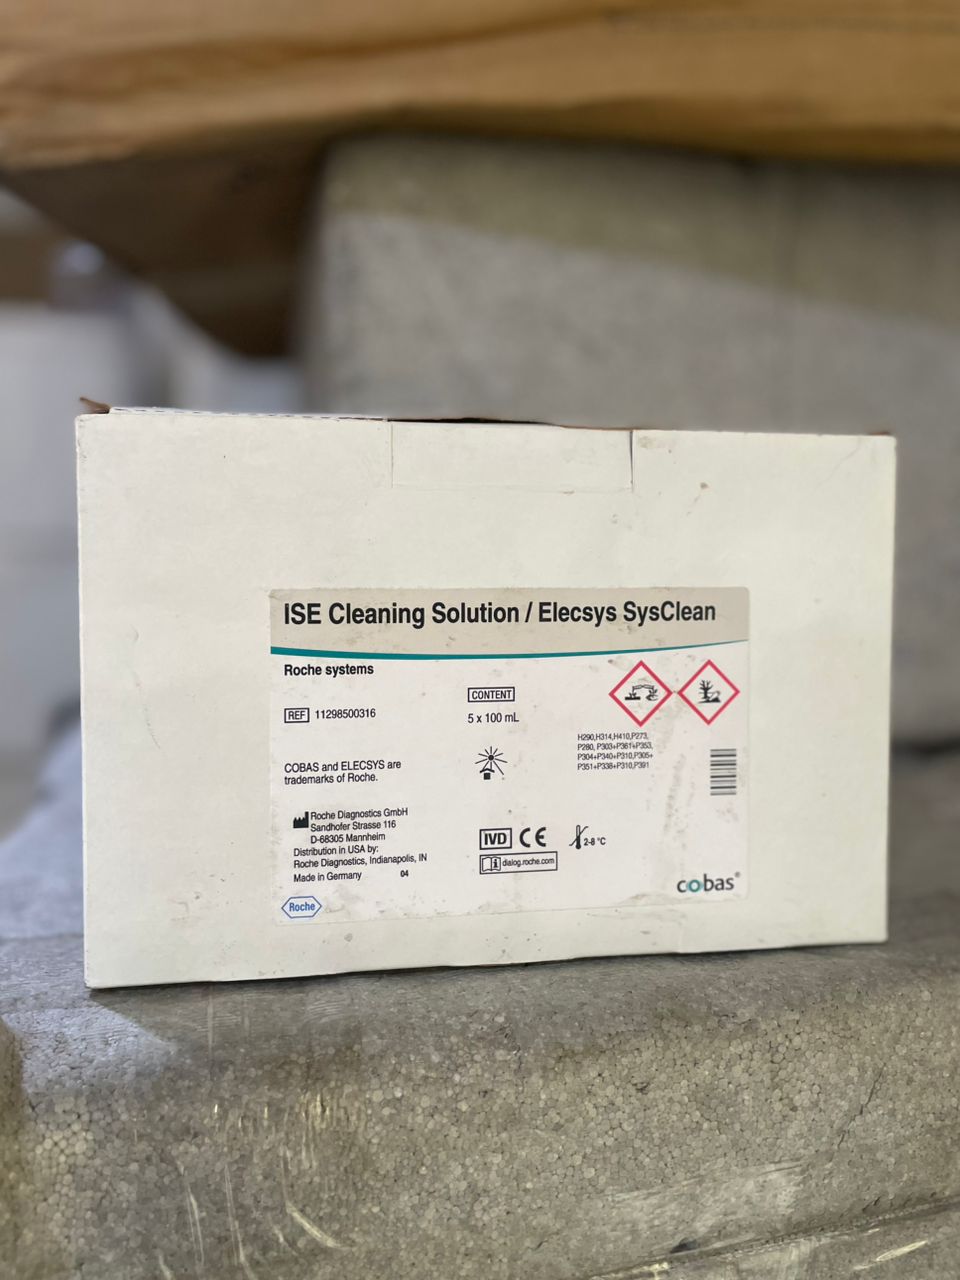 ISE Cleaning Solution / Elecsys SysClean
Roche systems
REF 11298500316
CONTENT
5 x 100 mL
H290,H314,H410,P273,
P280, P303+P361+P353,
P304+P340+P310,P305+
P351+P338+P310,P391
COBAS and ELECSYS are
trademarks of Roche.
Roche Diagnostics GmbH
Sandhofer Strasse 116
D-68305 Mannheim
Distribution in USA by:
Roche Diagnostics, Indianapolis, IN
Made in Germany 04
IVD CE 2-8 °C
i dialog.roche.com
cobas®
Roche